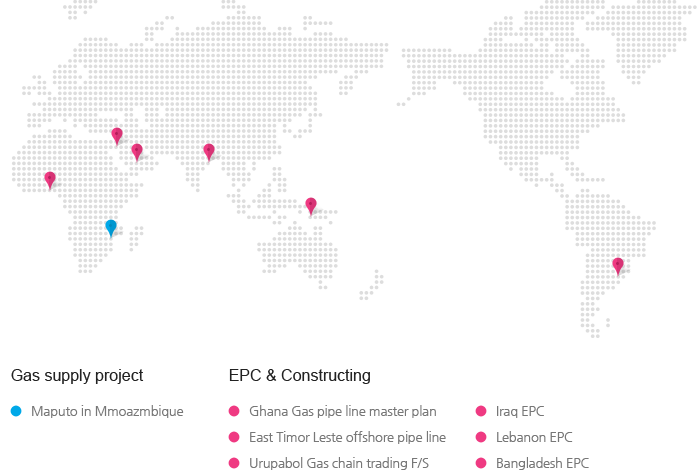 Gas supply project
EPC & Constructing
Maputo in Mmoazmbique
Ghana Gas pipe line master plan
Iraq EPC
East Timor Leste offshore pipe line
Lebanon EPC
Urupabol Gas chain trading F/S
Bangladesh EPC